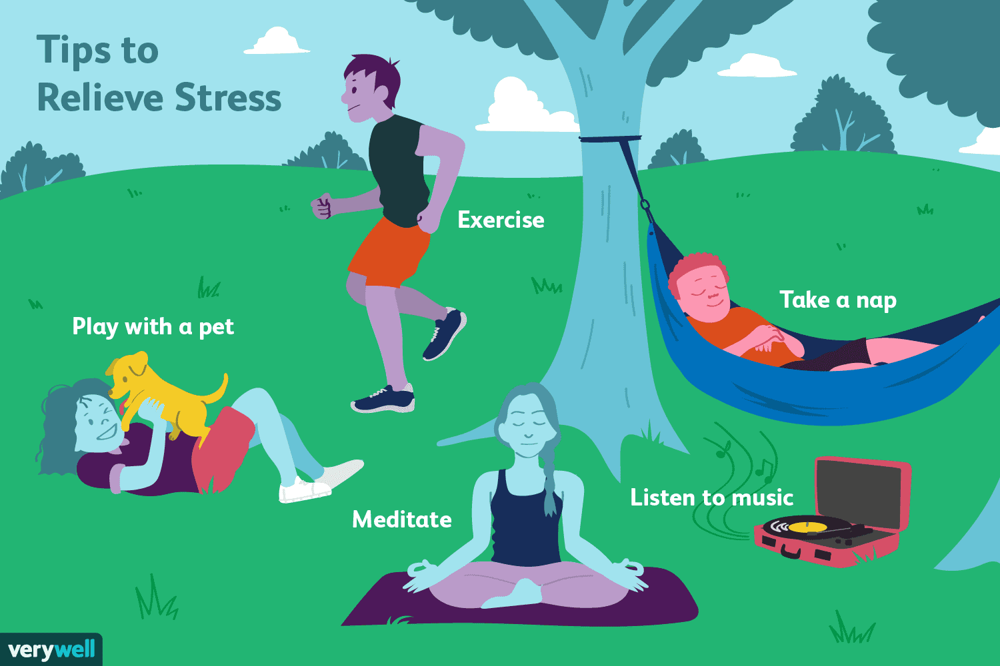 Tips to
Relieve Stress
Exercise
Take a nap
Play with a pet
Listen to music
Meditate
verywell